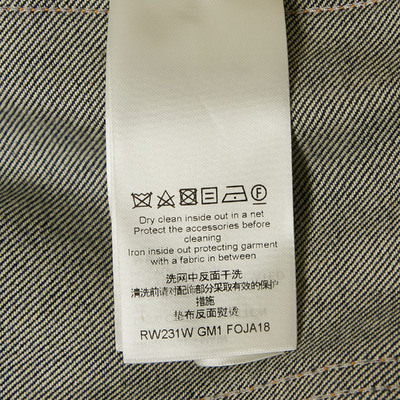 Dry clean inside out in a net
Protect the accessories before
cleaning
Iron inside out protecting garment
with a fabric in between
洗网中反面干洗
清洗前请对配饰部分采取有效的保护
措施
垫布反面熨烫
RW231W GM1 FOJA18